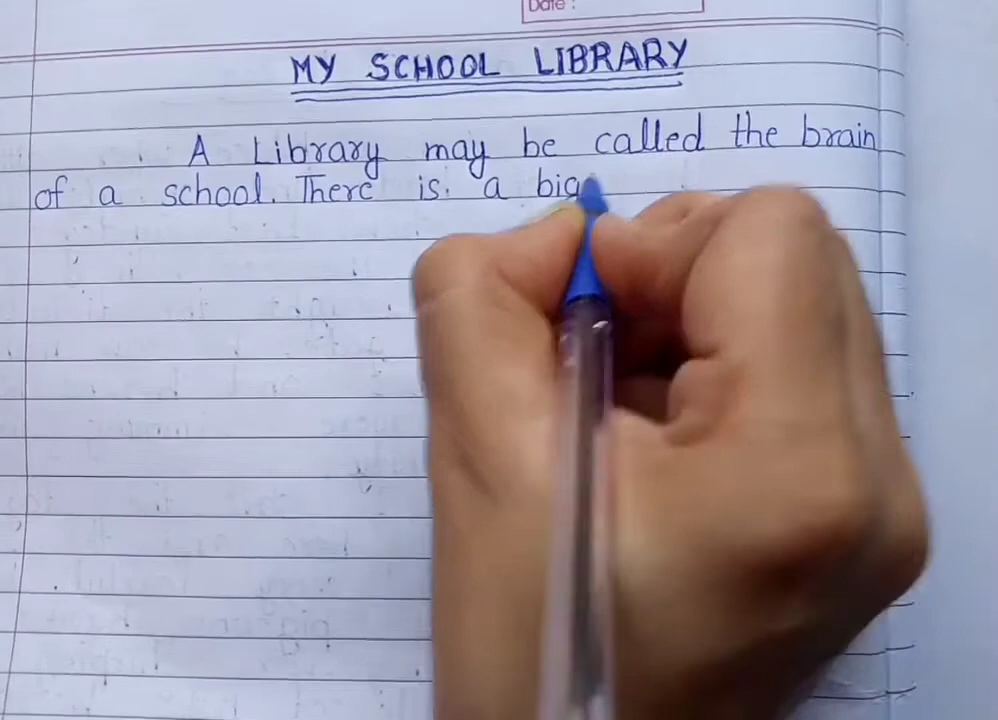 Date :
MY SCHOOL LIBRARY
A Library may be called the brain
of a school. There is a big